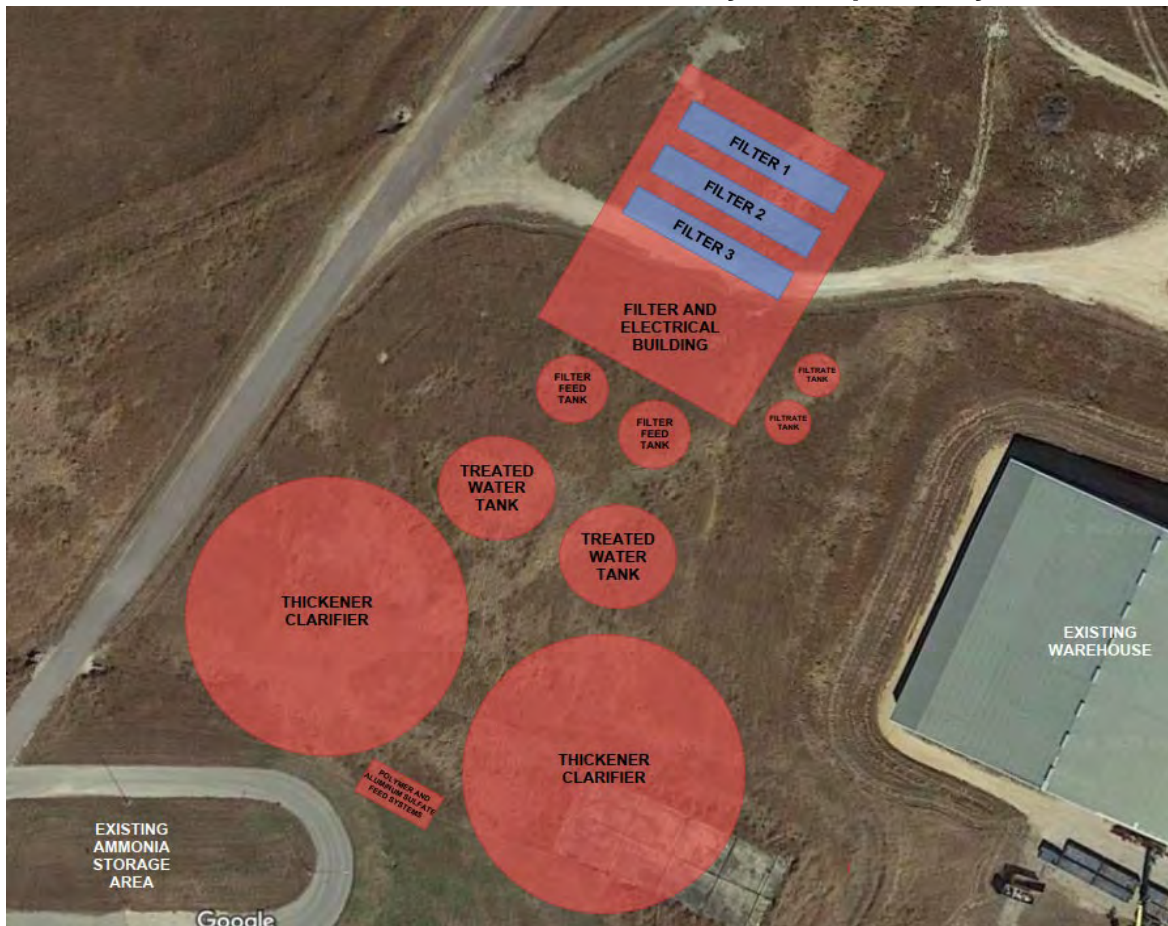 FILTER 1
FILTER 2
FILTER 3
FILTER AND
ELECTRICAL
BUILDING
FILTER
FEED
TANK
FILTER
FEED
TANK
FILTRATE
TANK
FILTRATE
TANK
TREATED
WATER
TANK
TREATED
WATER
TANK
THICKENER
CLARIFIER
THICKENER
CLARIFIER
EXISTING
WAREHOUSE
POLYMER AND
ALUMINUM SULFATE
FEED SYSTEMS
EXISTING
AMMONIA
STORAGE
AREA
Google